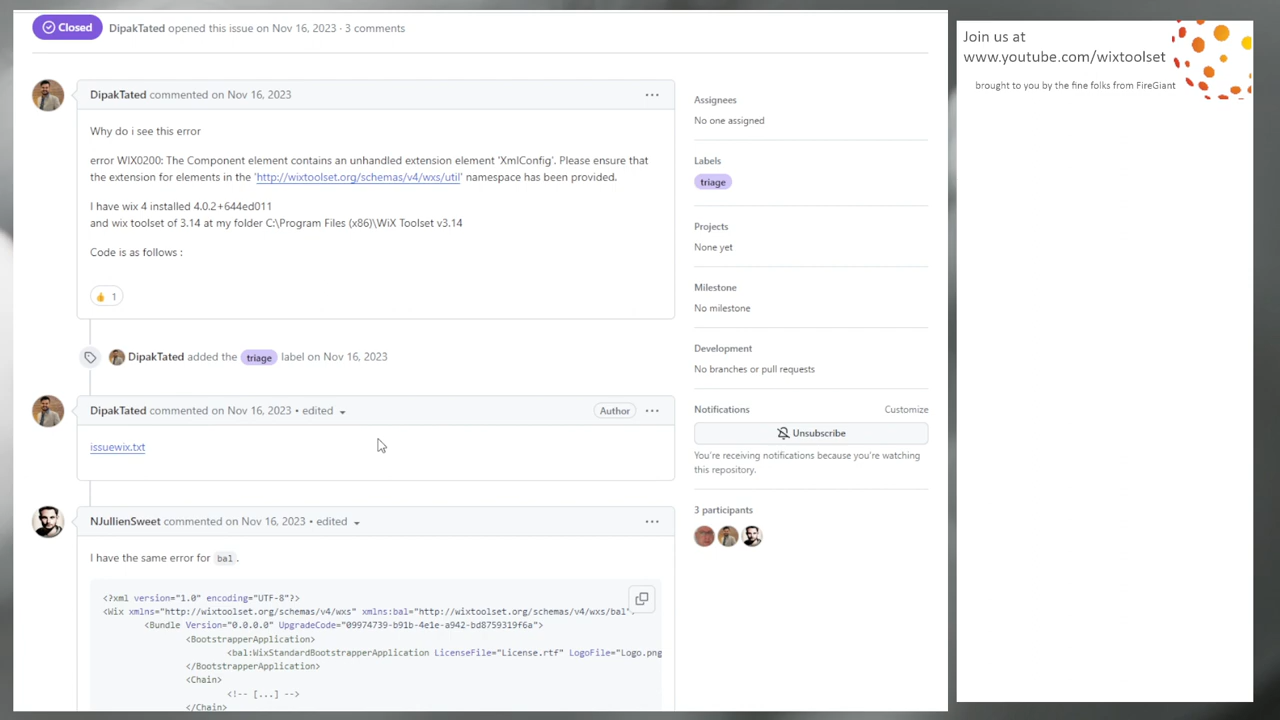 Closed
DipakTated opened this issue on Nov 16, 2023 · 3 comments
DipakTated commented on Nov 16, 2023
Why do i see this error
error WIX0200: The Component element contains an unhandled extension element 'XmlConfig'. Please ensure that
the extension for elements in the 'http://wixtoolset.org/schemas/v4/wxs/util' namespace has been provided.
I have wix 4 installed 4.0.2+644ed011
and wix toolset of 3.14 at my folder C:\Program Files (x86)\WiX Toolset v3.14
Code is as follows :
1
DipakTated added the triage label on Nov 16, 2023
DipakTated commented on Nov 16, 2023 • edited
Author
issuewix.txt
NJullienSweet commented on Nov 16, 2023 • edited
I have the same error for bal .
<?xml version="1.0" encoding="UTF-8"?>
<Wix xmlns="http://wixtoolset.org/schemas/v4/wxs" xmlns:bal="http://wixtoolset.org/schemas/v4/wxs/bal"
<Bundle Version="0.0.0.0" UpgradeCode="09974739-b91b-4e1e-a942-bd8759319f6a">
<BootstrapperApplication>
<bal:WixStandardBootstrapperApplication LicenseFile="License.rtf" LogoFile="Logo.png
</BootstrapperApplication>
<Chain>
<!-- [...] -->
</Chain>
Assignees
No one assigned
Labels
triage
Projects
None yet
Milestone
No milestone
Development
No branches or pull requests
Notifications
Customize
Unsubscribe
You're receiving notifications because you're watching
this repository.
3 participants
Join us at
www.youtube.com/wixtoolset
brought to you by the fine folks from FireGiant